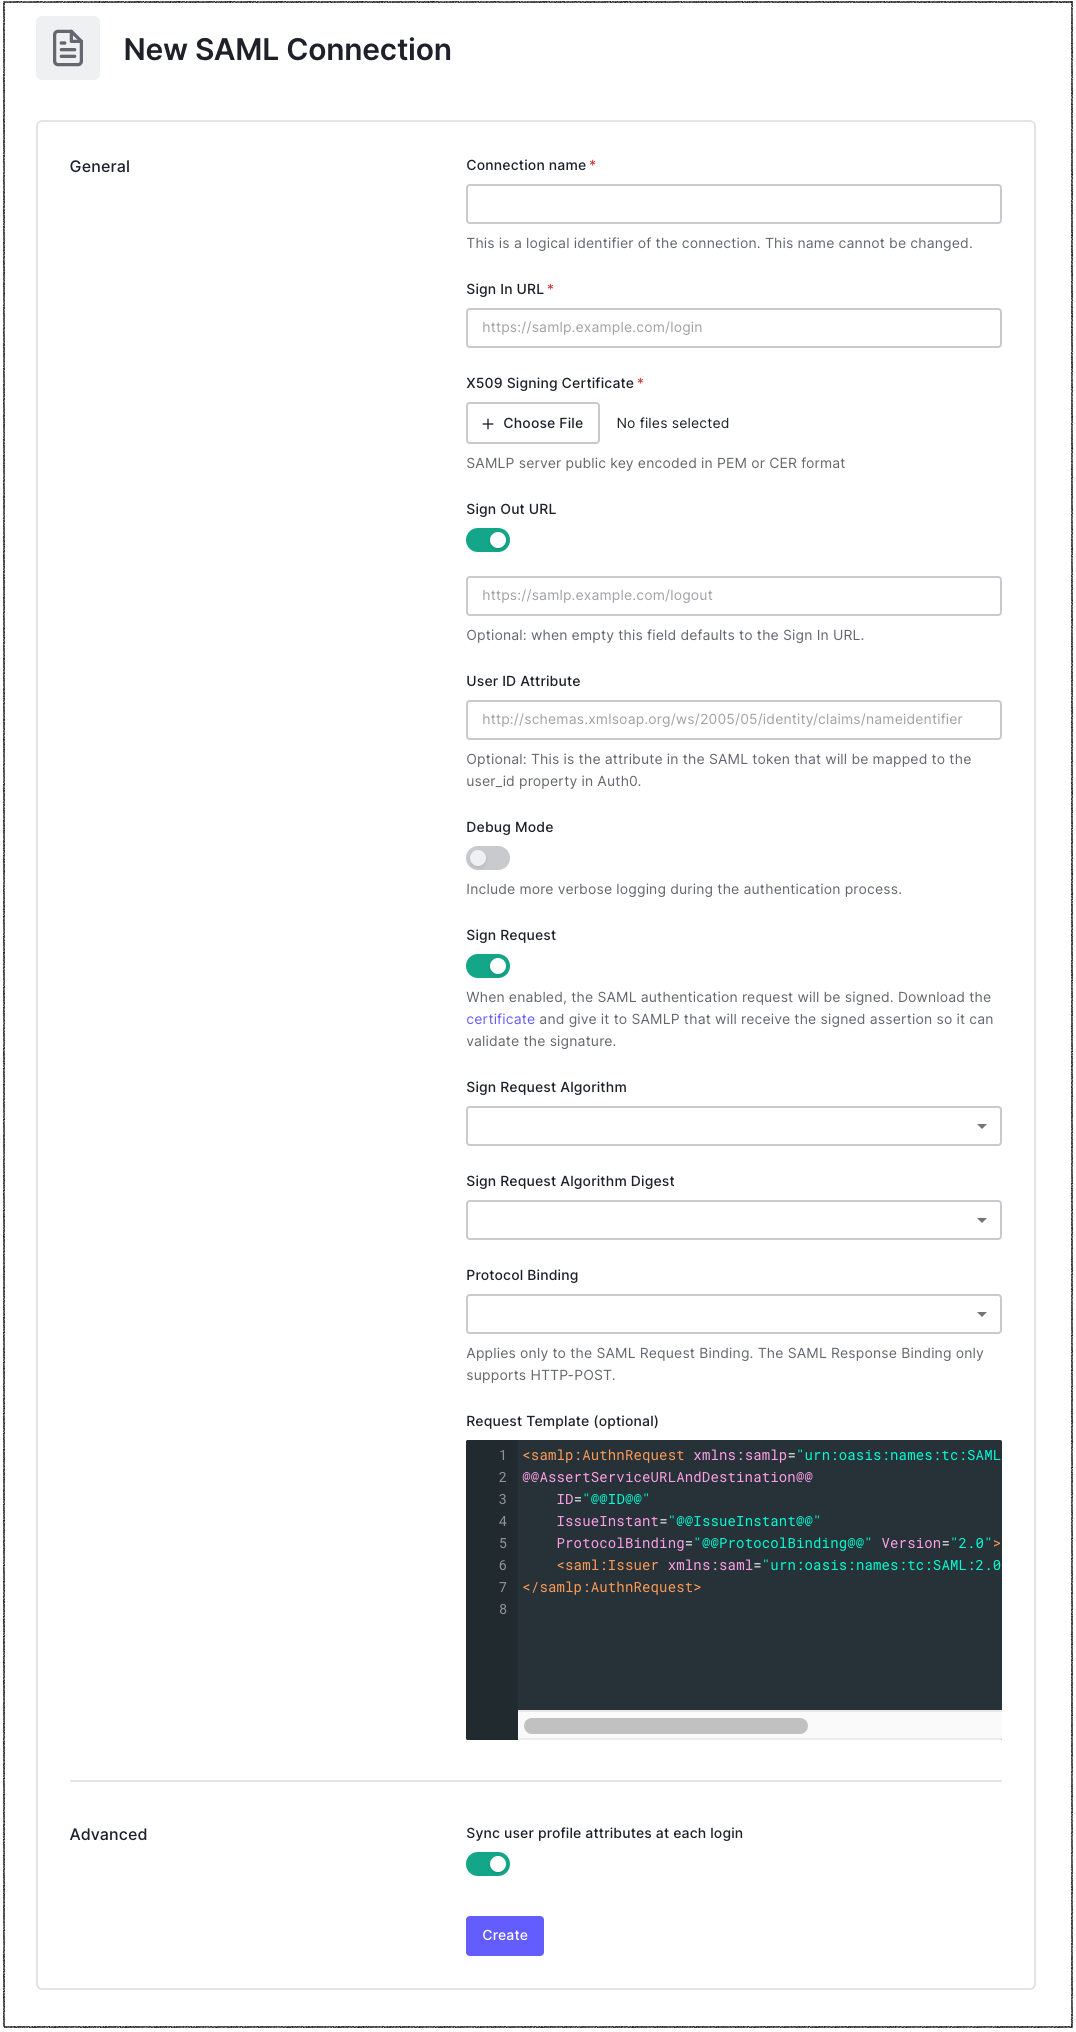 New SAML Connection
General
Connection name *
This is a logical identifier of the connection. This name cannot be changed.
Sign In URL *
https://samlp.example.com/login
X509 Signing Certificate *
+ Choose File No files selected
SAMLP server public key encoded in PEM or CER format
Sign Out URL
https://samlp.example.com/logout
Optional: when empty this field defaults to the Sign In URL.
User ID Attribute
http://schemas.xmlsoap.org/ws/2005/05/identity/claims/nameidentifier
Optional: This is the attribute in the SAML token that will be mapped to the
user_id property in Auth0.
Debug Mode
Include more verbose logging during the authentication process.
Sign Request
When enabled, the SAML authentication request will be signed. Download the
certificate and give it to SAMLP that will receive the signed assertion so it can
validate the signature.
Sign Request Algorithm
Sign Request Algorithm Digest
Protocol Binding
Applies only to the SAML Request Binding. The SAML Response Binding only
supports HTTP-POST.
Request Template (optional)
1 <samlp:AuthnRequest xmlns:samlp="urn:oasis:names:tc:SAML
2 @@AssertServiceURLAndDestination@@
3 ID="@@ID@@"
4 IssueInstant="@@IssueInstant@@"
5 ProtocolBinding="@@ProtocolBinding@@" Version="2.0">
6 <saml:Issuer xmlns:saml="urn:oasis:names:tc:SAML:2.0
7 </samlp:AuthnRequest>
8
Advanced
Sync user profile attributes at each login
Create